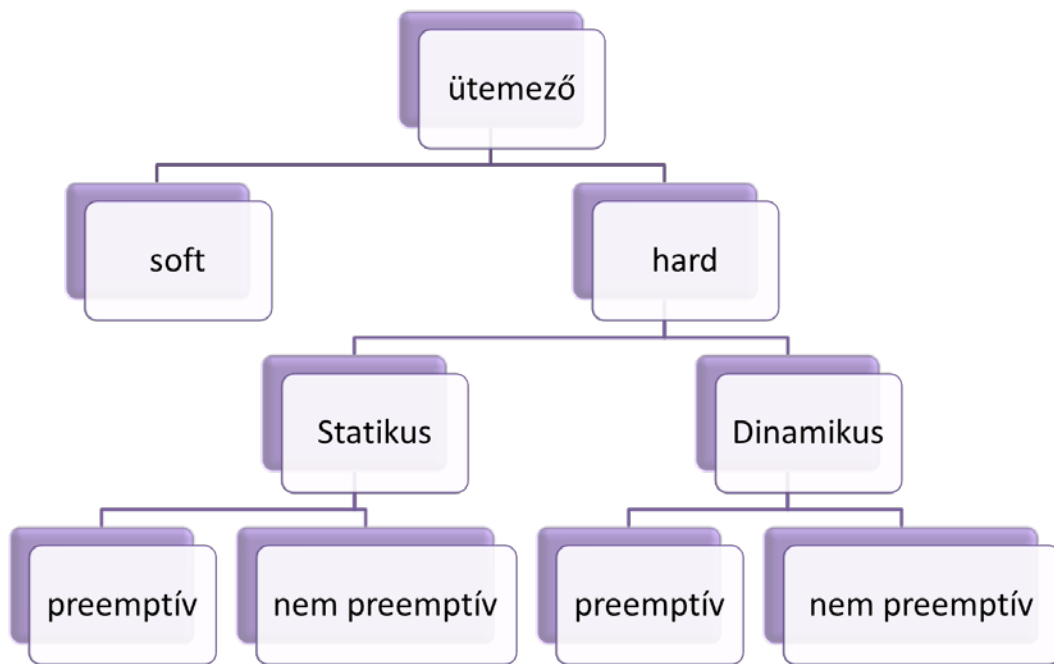 ütemező
soft
hard
Statikus
Dinamikus
preemptív
nem preemptív
preemptív
nem preemptív